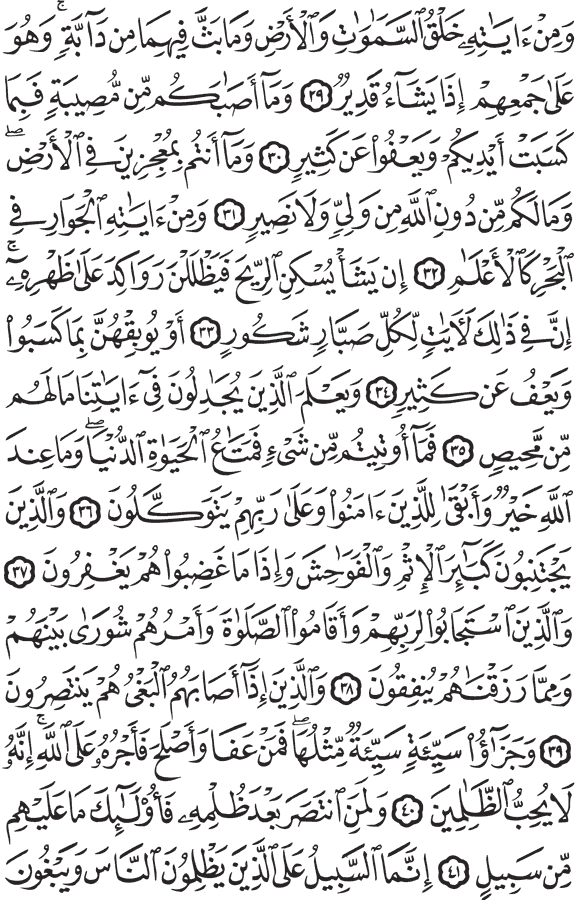 وَمِنْ ءَايَٰتِهِۦ خَلْقُ ٱلسَّمَٰوَٰتِ وَٱلْأَرْضِ وَمَا بَثَّ فِيهِمَا مِن دَآبَّةٍۚ وَهُوَ
عَلَىٰ جَمْعِهِمْ إِذَا يَشَآءُ قَدِيرٌ ٢٩ وَمَآ أَصَٰبَكُم مِّن مُّصِيبَةٍ فَبِمَا
كَسَبَتْ أَيْدِيكُمْ وَيَعْفُوا۟ عَن كَثِيرٍ ٣٠ وَمَآ أَنتُم بِمُعْجِزِينَ فِى ٱلْأَرْضِۖ
وَمَا لَكُم مِّن دُونِ ٱللَّهِ مِن وَلِىٍّ وَلَا نَصِيرٍ ٣١ وَمِنْ ءَايَٰتِهِ ٱلْجَوَارِ فِى
ٱلْبَحْرِ كَٱلْأَعْلَٰمِ ٣٢ إِن يَشَأْ يُسْكِنِ ٱلرِّيحَ فَيَظْلَلْنَ رَوَاكِدَ عَلَىٰ ظَهْرِهِۦٓۚ
إِنَّ فِى ذَٰلِكَ لَءَايَٰتٍ لِّكُلِّ صَبَّارٍ شَكُورٍ ٣٣ أَوْ يُوبِقْهُنَّ بِمَا كَسَبُوا۟
وَيَعْفُ عَن كَثِيرٍ ٣٤ وَيَعْلَمَ ٱلَّذِينَ يُجَٰدِلُونَ فِىٓ ءَايَٰتِنَا مَا لَهُم
مِّن مَّحِيصٍ ٣٥ فَمَآ أُوتِيتُم مِّن شَىْءٍ فَمَتَٰعُ ٱلْحَيَوٰةِ ٱلدُّنْيَاۖ وَمَا عِندَ
ٱللَّهِ خَيْرٌ وَأَبْقَىٰ لِلَّذِينَ ءَامَنُوا۟ وَعَلَىٰ رَبِّهِمْ يَتَوَكَّلُونَ ٣٦ وَٱلَّذِينَ
يَجْتَنِبُونَ كَبَٰٓئِرَ ٱلْإِثْمِ وَٱلْفَوَٰحِشَ وَإِذَا مَا غَضِبُوا۟ هُمْ يَغْفِرُونَ ٣٧
وَٱلَّذِينَ ٱسْتَجَابُوا۟ لِرَبِّهِمْ وَأَقَامُوا۟ ٱلصَّلَوٰةَ وَأَمْرُهُمْ شُورَىٰ بَيْنَهُمْ
وَمِمَّا رَزَقْنَٰهُمْ يُنفِقُونَ ٣٨ وَٱلَّذِينَ إِذَآ أَصَابَهُمُ ٱلْبَغْىُ هُمْ يَنتَصِرُونَ
٣٩ وَجَزَٰٓؤُا۟ سَيِّئَةٍ سَيِّئَةٌ مِّثْلُهَاۖ فَمَنْ عَفَا وَأَصْلَحَ فَأَجْرُهُۥ عَلَى ٱللَّهِۚ إِنَّهُۥ
لَا يُحِبُّ ٱلظَّٰلِمِينَ ٤٠ وَلَمَنِ ٱنتَصَرَ بَعْدَ ظُلْمِهِۦ فَأُو۟لَٰٓئِكَ مَا عَلَيْهِم
مِّن سَبِيلٍ ٤١ إِنَّمَا ٱلسَّبِيلُ عَلَى ٱلَّذِينَ يَظْلِمُونَ ٱلنَّاسَ وَيَبْغُونَ